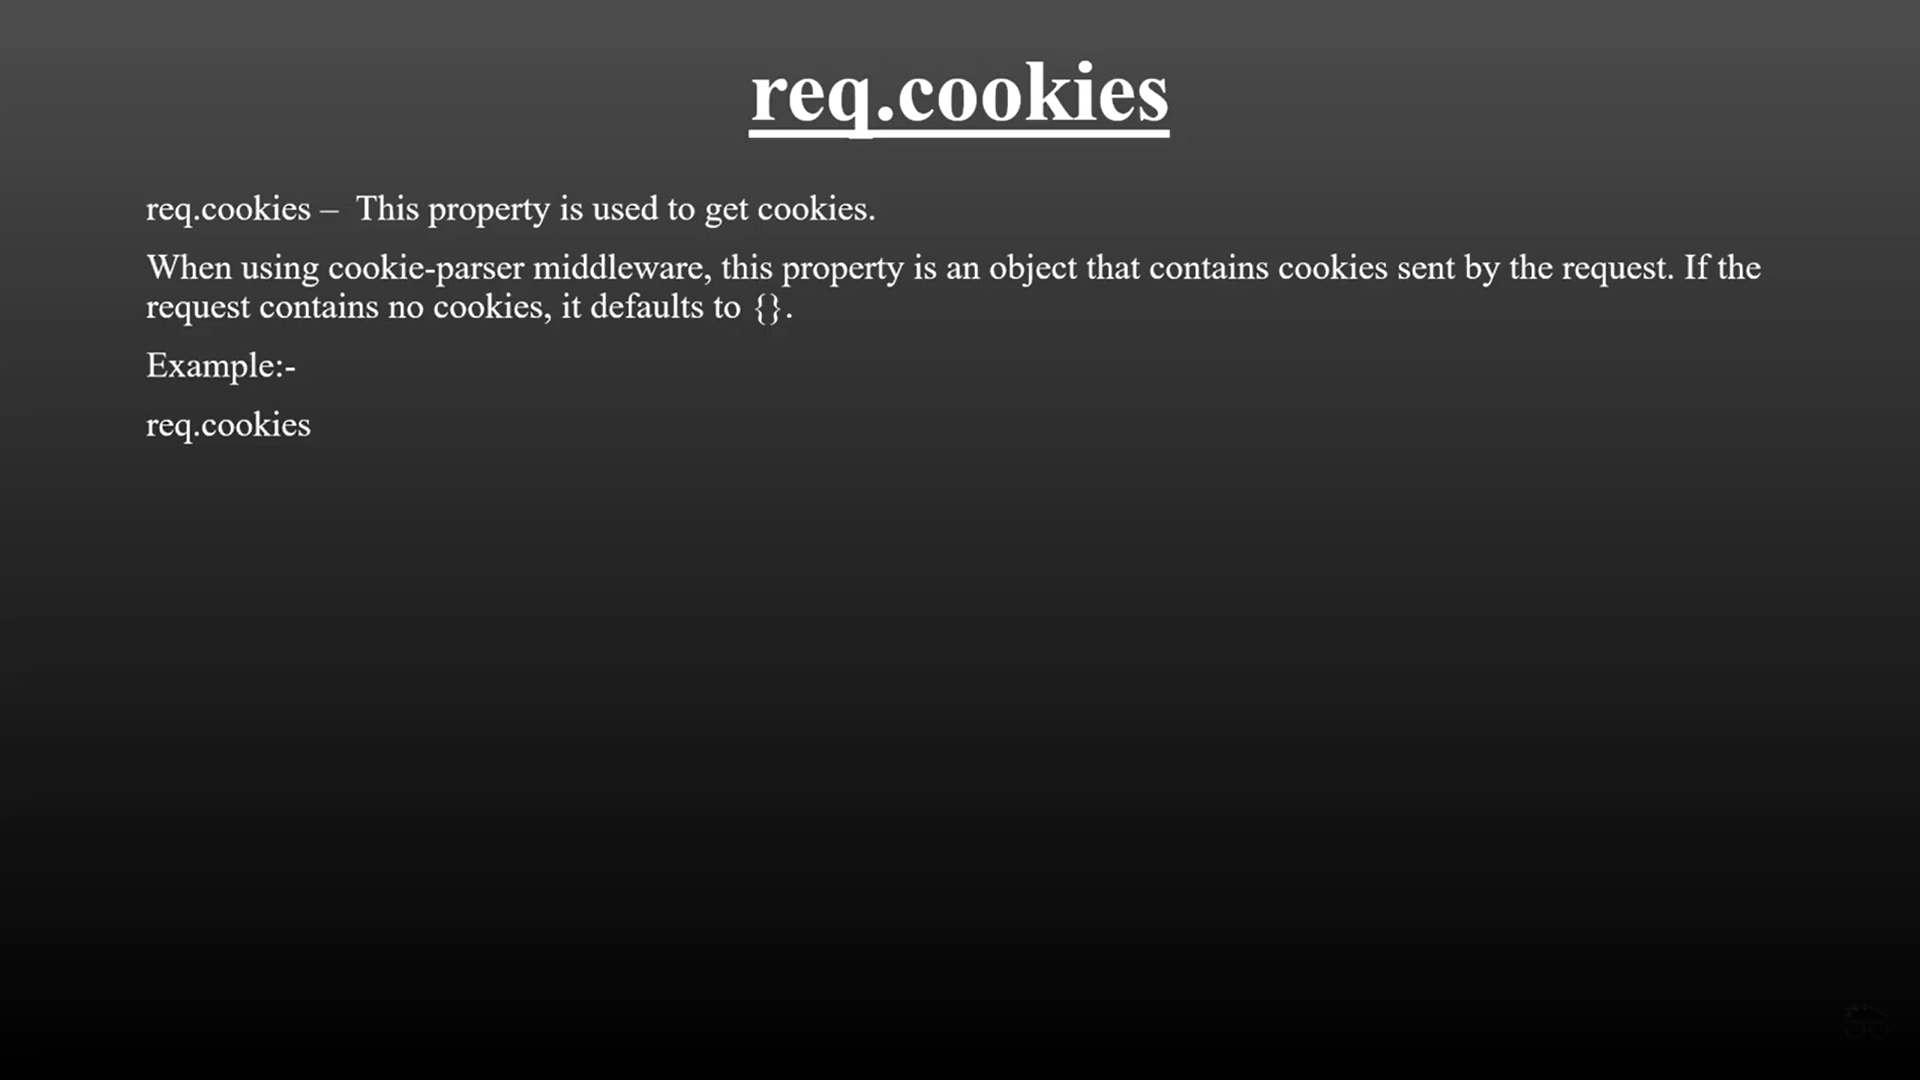 req.cookies
req.cookies – This property is used to get cookies.
When using cookie-parser middleware, this property is an object that contains cookies sent by the request. If the
request contains no cookies, it defaults to {}.
Example:-
req.cookies